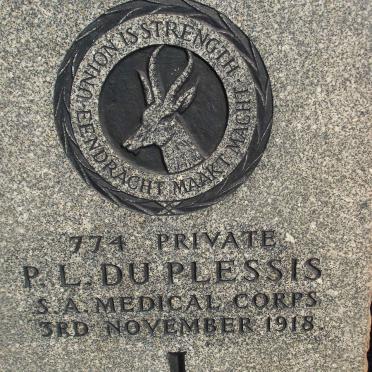 UNION IS STRENGTH
EENDRACHT MAAKT MACHT
774 PRIVATE
P. L. DU PLESSIS
S. A. MEDICAL CORPS
3RD NOVEMBER 1918